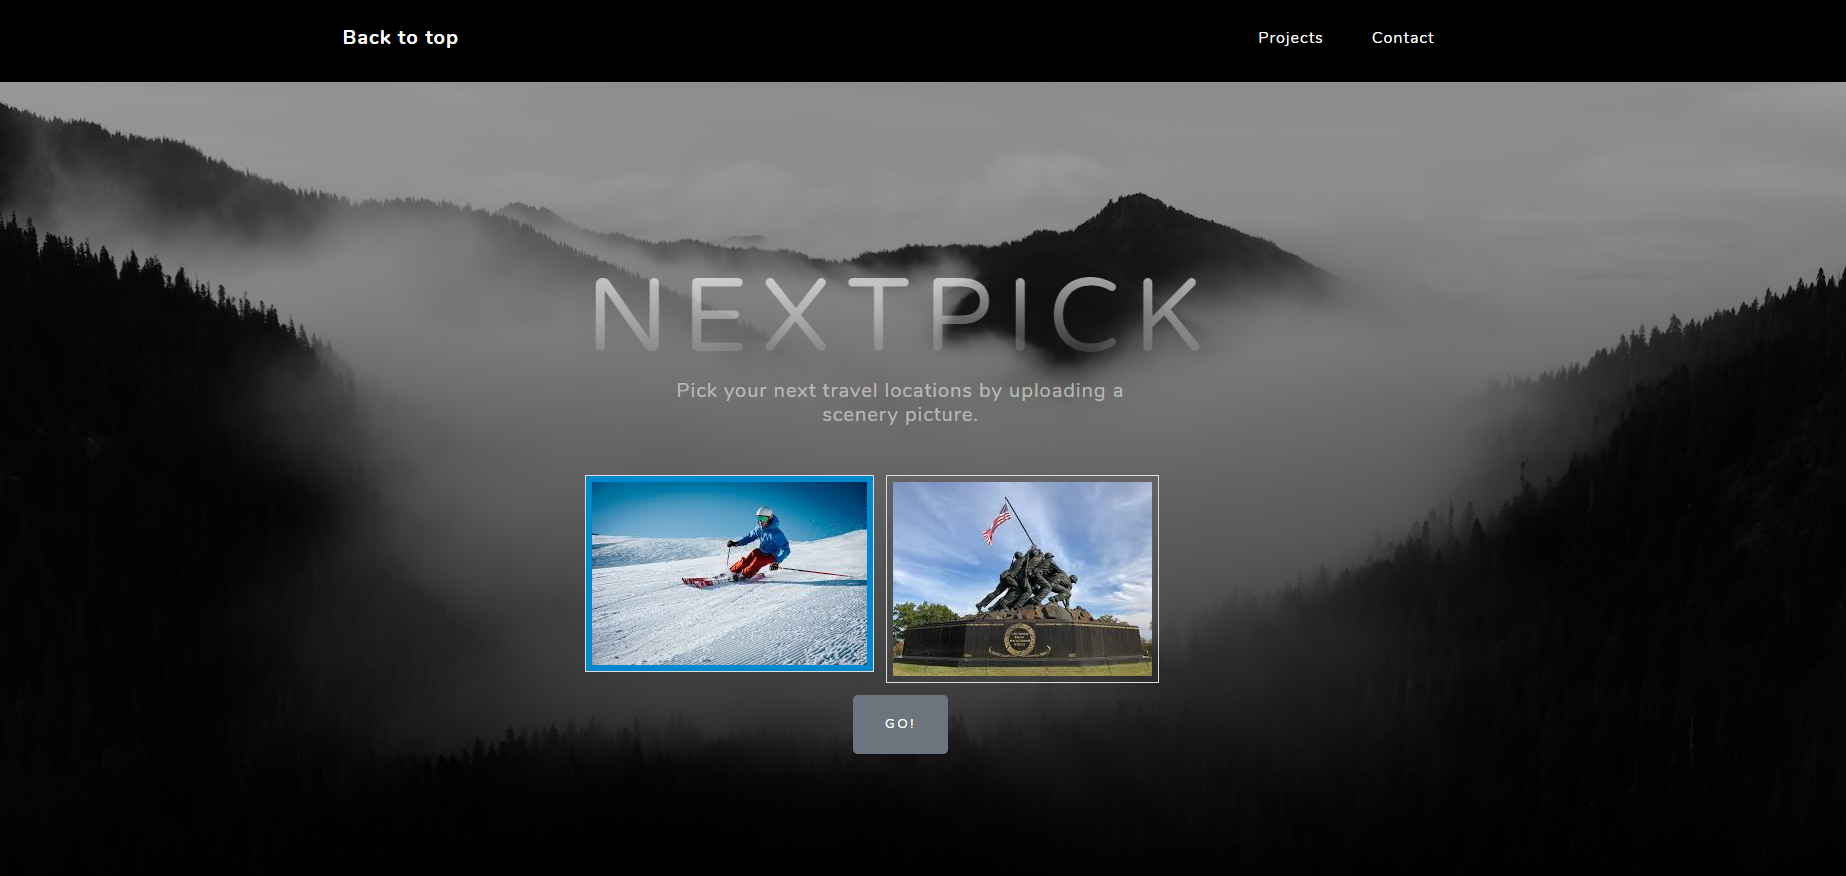 Back to top
Projects
Contact
NEXTPICK
Pick your next travel locations by uploading a
scenery picture.
GO!